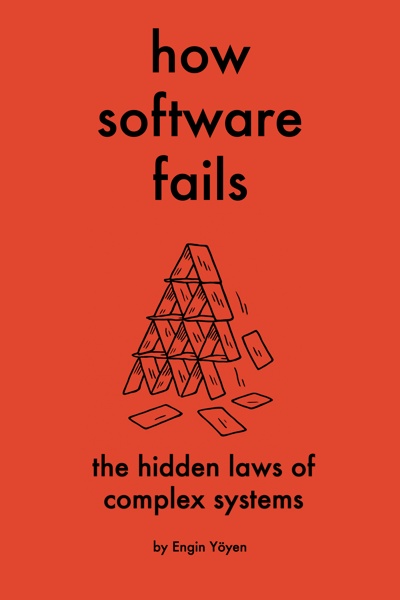 how
software
fails
the hidden laws of
complex systems
by Engin Yöyen